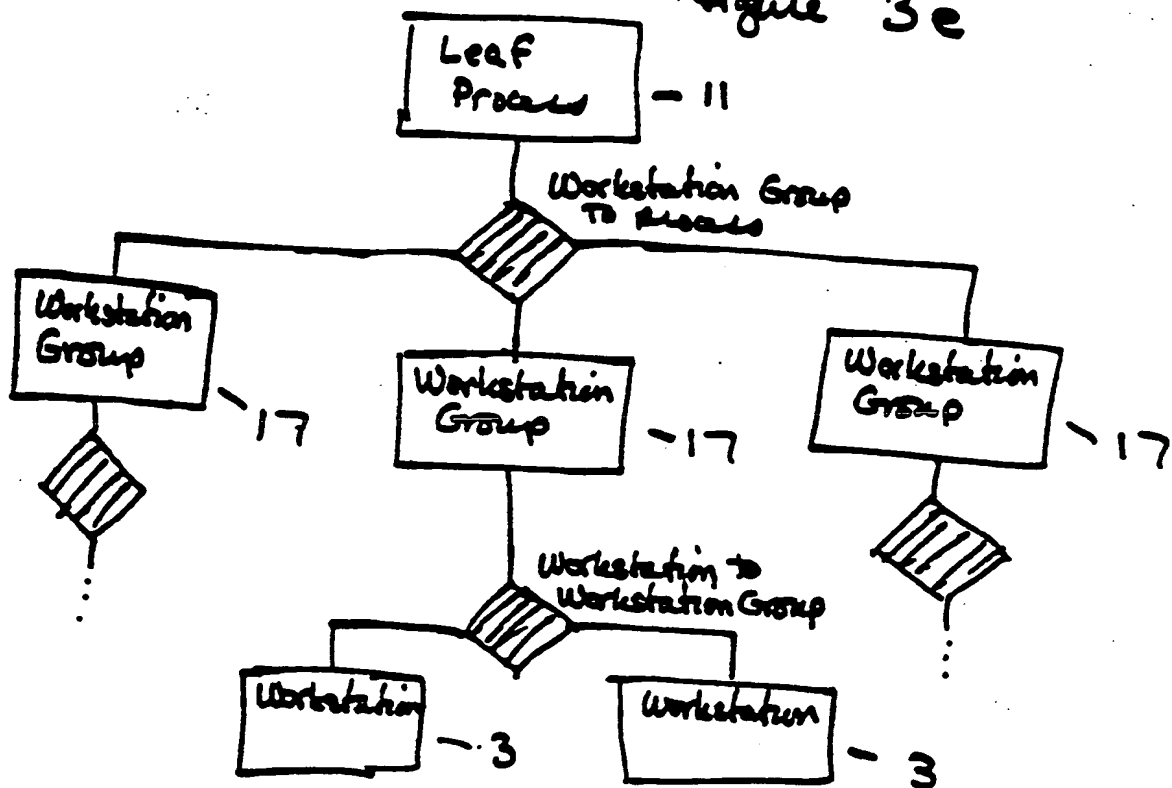 Figure 3e
Leaf
Process
11
Workstation Group
To Process
Workstation
Group
17
Workstation
Group
17
Workstation
Group
17
Workstation to
Workstation Group
Workstation
3
Workstation
3